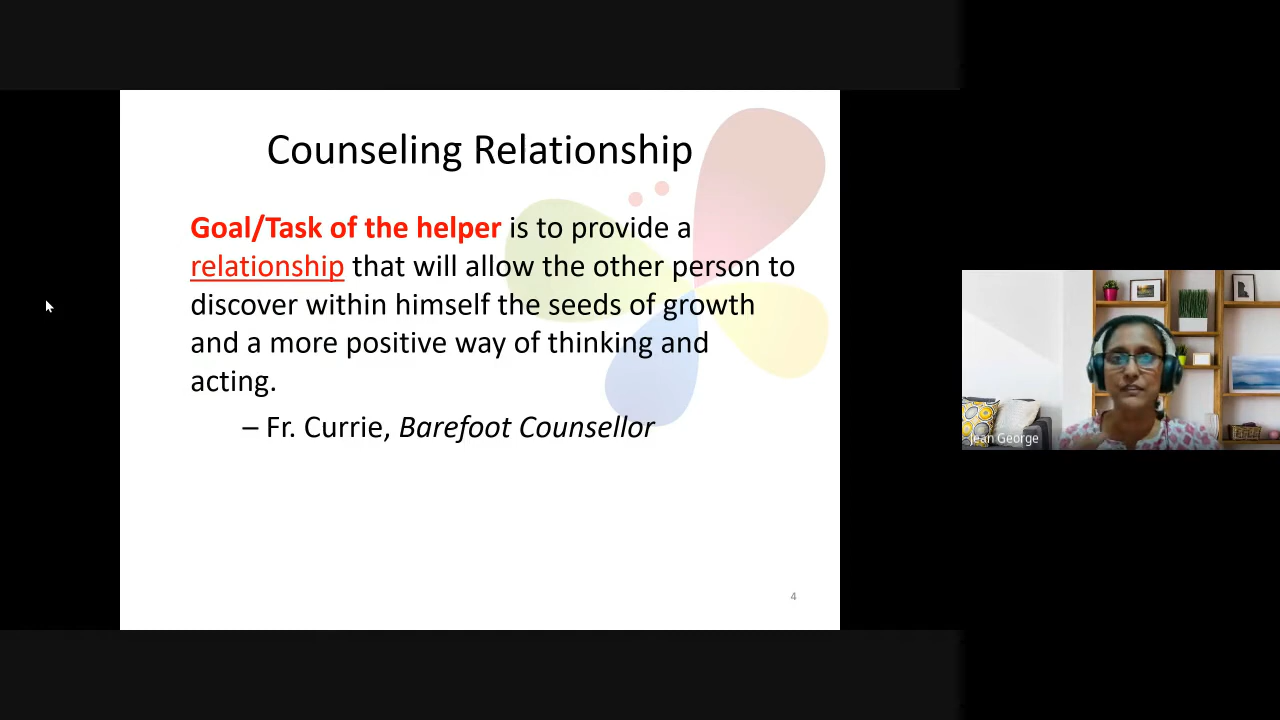 Counseling Relationship
Goal/Task of the helper is to provide a
relationship that will allow the other person to
discover within himself the seeds of growth
and a more positive way of thinking and
acting.
– Fr. Currie, Barefoot Counsellor
4
Jean George